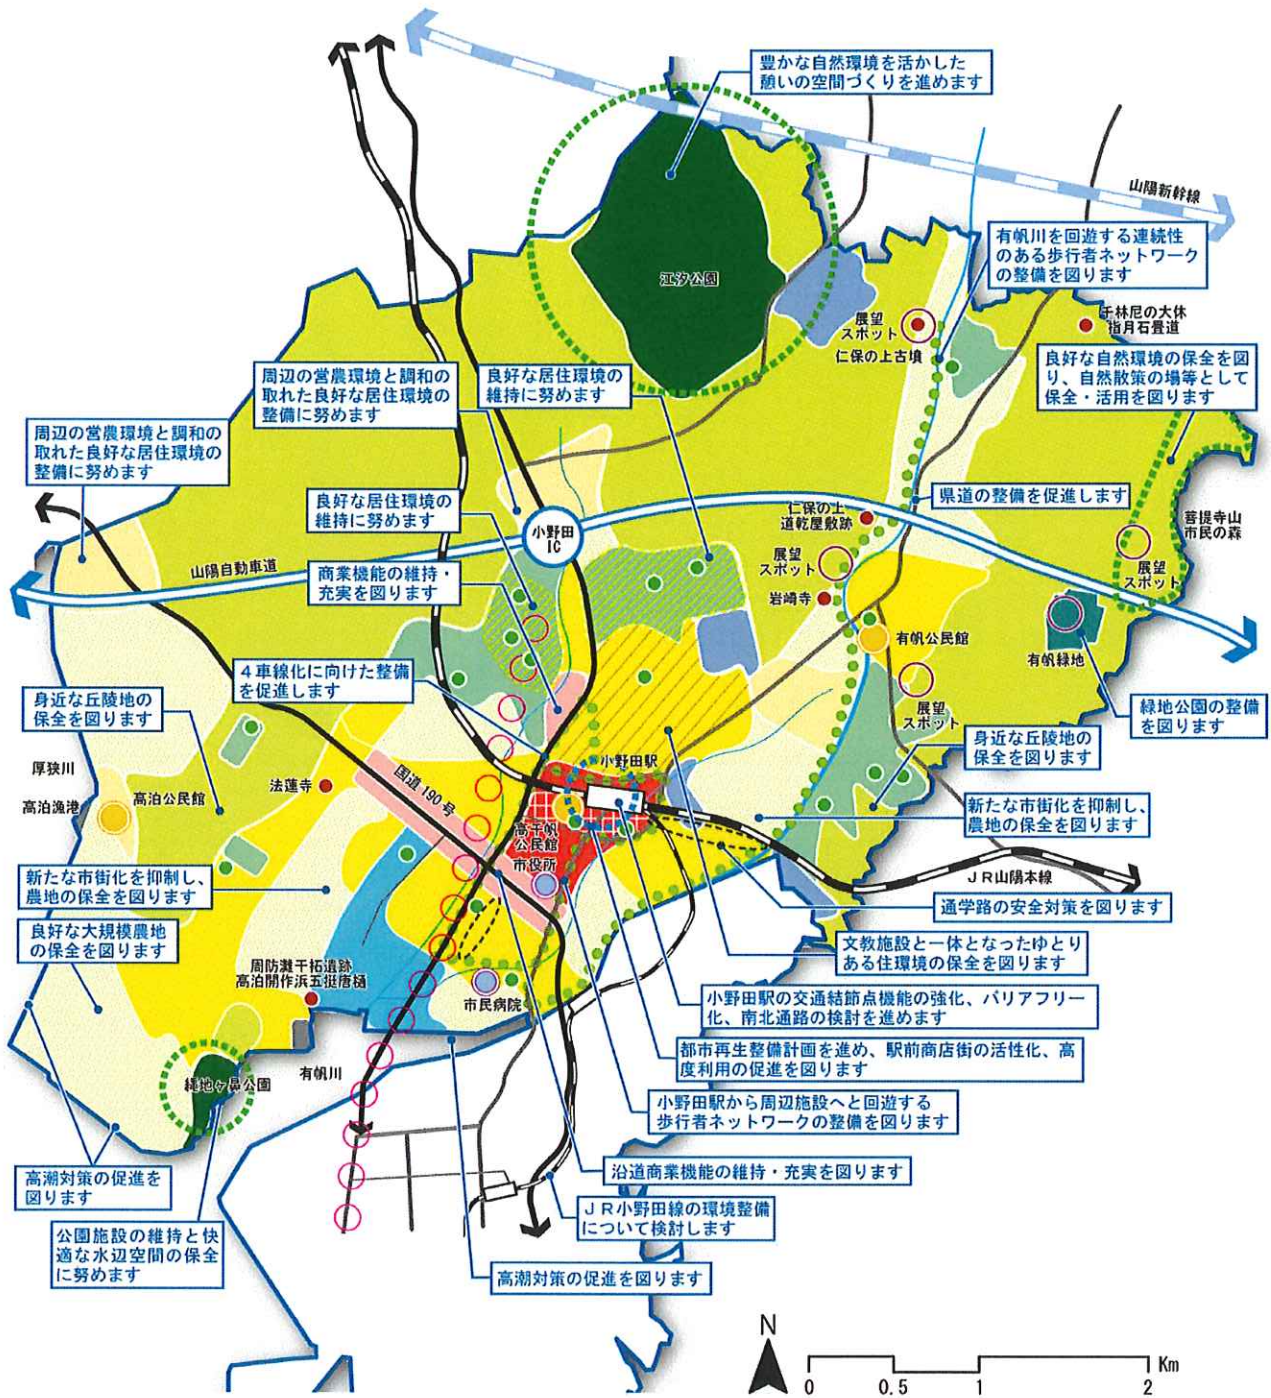 豊かな自然環境を活かした
憩いの空間づくりを進めます
山陽新幹線
有帆川を回遊する連続性
のある歩行者ネットワーク
の整備を図ります
江汐公園
展望
スポット
仁保の上古墳
千林尼の大休
指月石畳道
良好な自然環境の保全を図
り、自然散策の場等として
保全・活用を図ります
周辺の営農環境と調和の
取れた良好な居住環境の
整備に努めます
良好な居住環境の
維持に努めます
周辺の営農環境と調和の
取れた良好な居住環境の
整備に努めます
良好な居住環境の
維持に努めます
県道の整備を促進します
仁保の上
道乾屋敷跡
菩提寺山
市民の森
小野田
IC
展望
スポット
展望
スポット
山陽自動車道
商業機能の維持・
充実を図ります
岩崎寺
有帆公民館
有帆緑地
4車線化に向けた整備
を促進します
展望
スポット
緑地公園の整備
を図ります
身近な丘陵地の
保全を図ります
身近な丘陵地の
保全を図ります
小野田駅
厚狭川
国道190号
高泊漁港
高泊公民館
法蓮寺
新たな市街化を抑制し、
農地の保全を図ります
高千帆
公民館
市役所
JR山陽本線
新たな市街化を抑制し、
農地の保全を図ります
通学路の安全対策を図ります
良好な大規模農地
の保全を図ります
文教施設と一体となったゆとり
ある住環境の保全を図ります
周防灘干拓遺跡
高泊開作浜五挺唐樋
市民病院
小野田駅の交通結節点機能の強化、バリアフリー
化、南北通路の検討を進めます
都市再生整備計画を進め、駅前商店街の活性化、高
度利用の促進を図ります
有帆川
縄地ヶ鼻公園
小野田駅から周辺施設へと回遊する
歩行者ネットワークの整備を図ります
高潮対策の促進を
図ります
沿道商業機能の維持・充実を図ります
JR小野田線の環境整備
について検討します
公園施設の維持と快
適な水辺空間の保全
に努めます
高潮対策の促進を図ります
N
Km
0 0.5 1 2